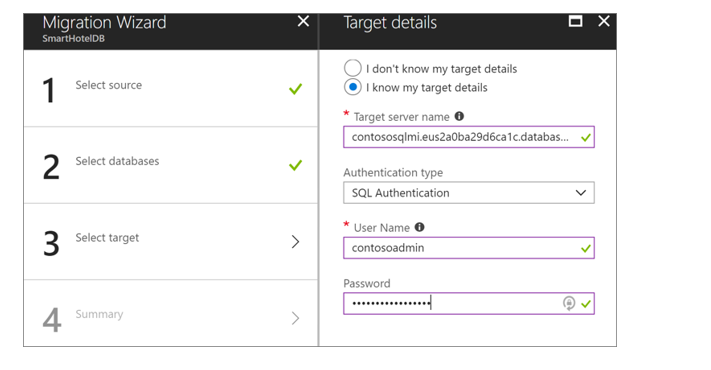 Migration Wizard
SmartHotelDB
1 Select source
2 Select databases
3 Select target
4 Summary
Target details
I don't know my target details
I know my target details
* Target server name
contososqlmi.eus2a0ba29d6ca1c.databas...
Authentication type
SQL Authentication
* User Name
contosoadmin
Password